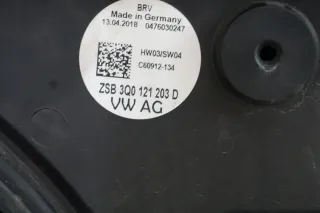 BRV
Made in Germany
13.04.2018 0476030247
HW03/SW04
C60912-134
ZSB 3Q0 121 203 D
VW AG